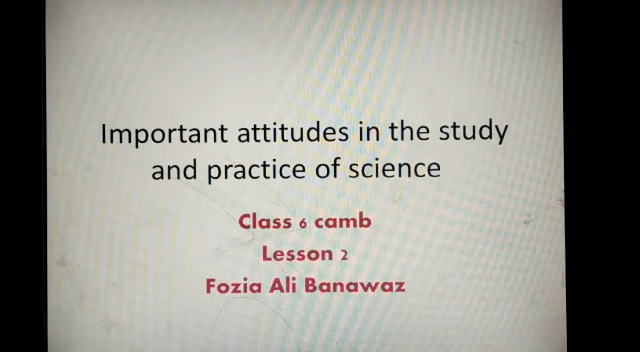 Important attitudes in the study
and practice of science
Class 6 camb
Lesson 2
Fozia Ali Banawaz